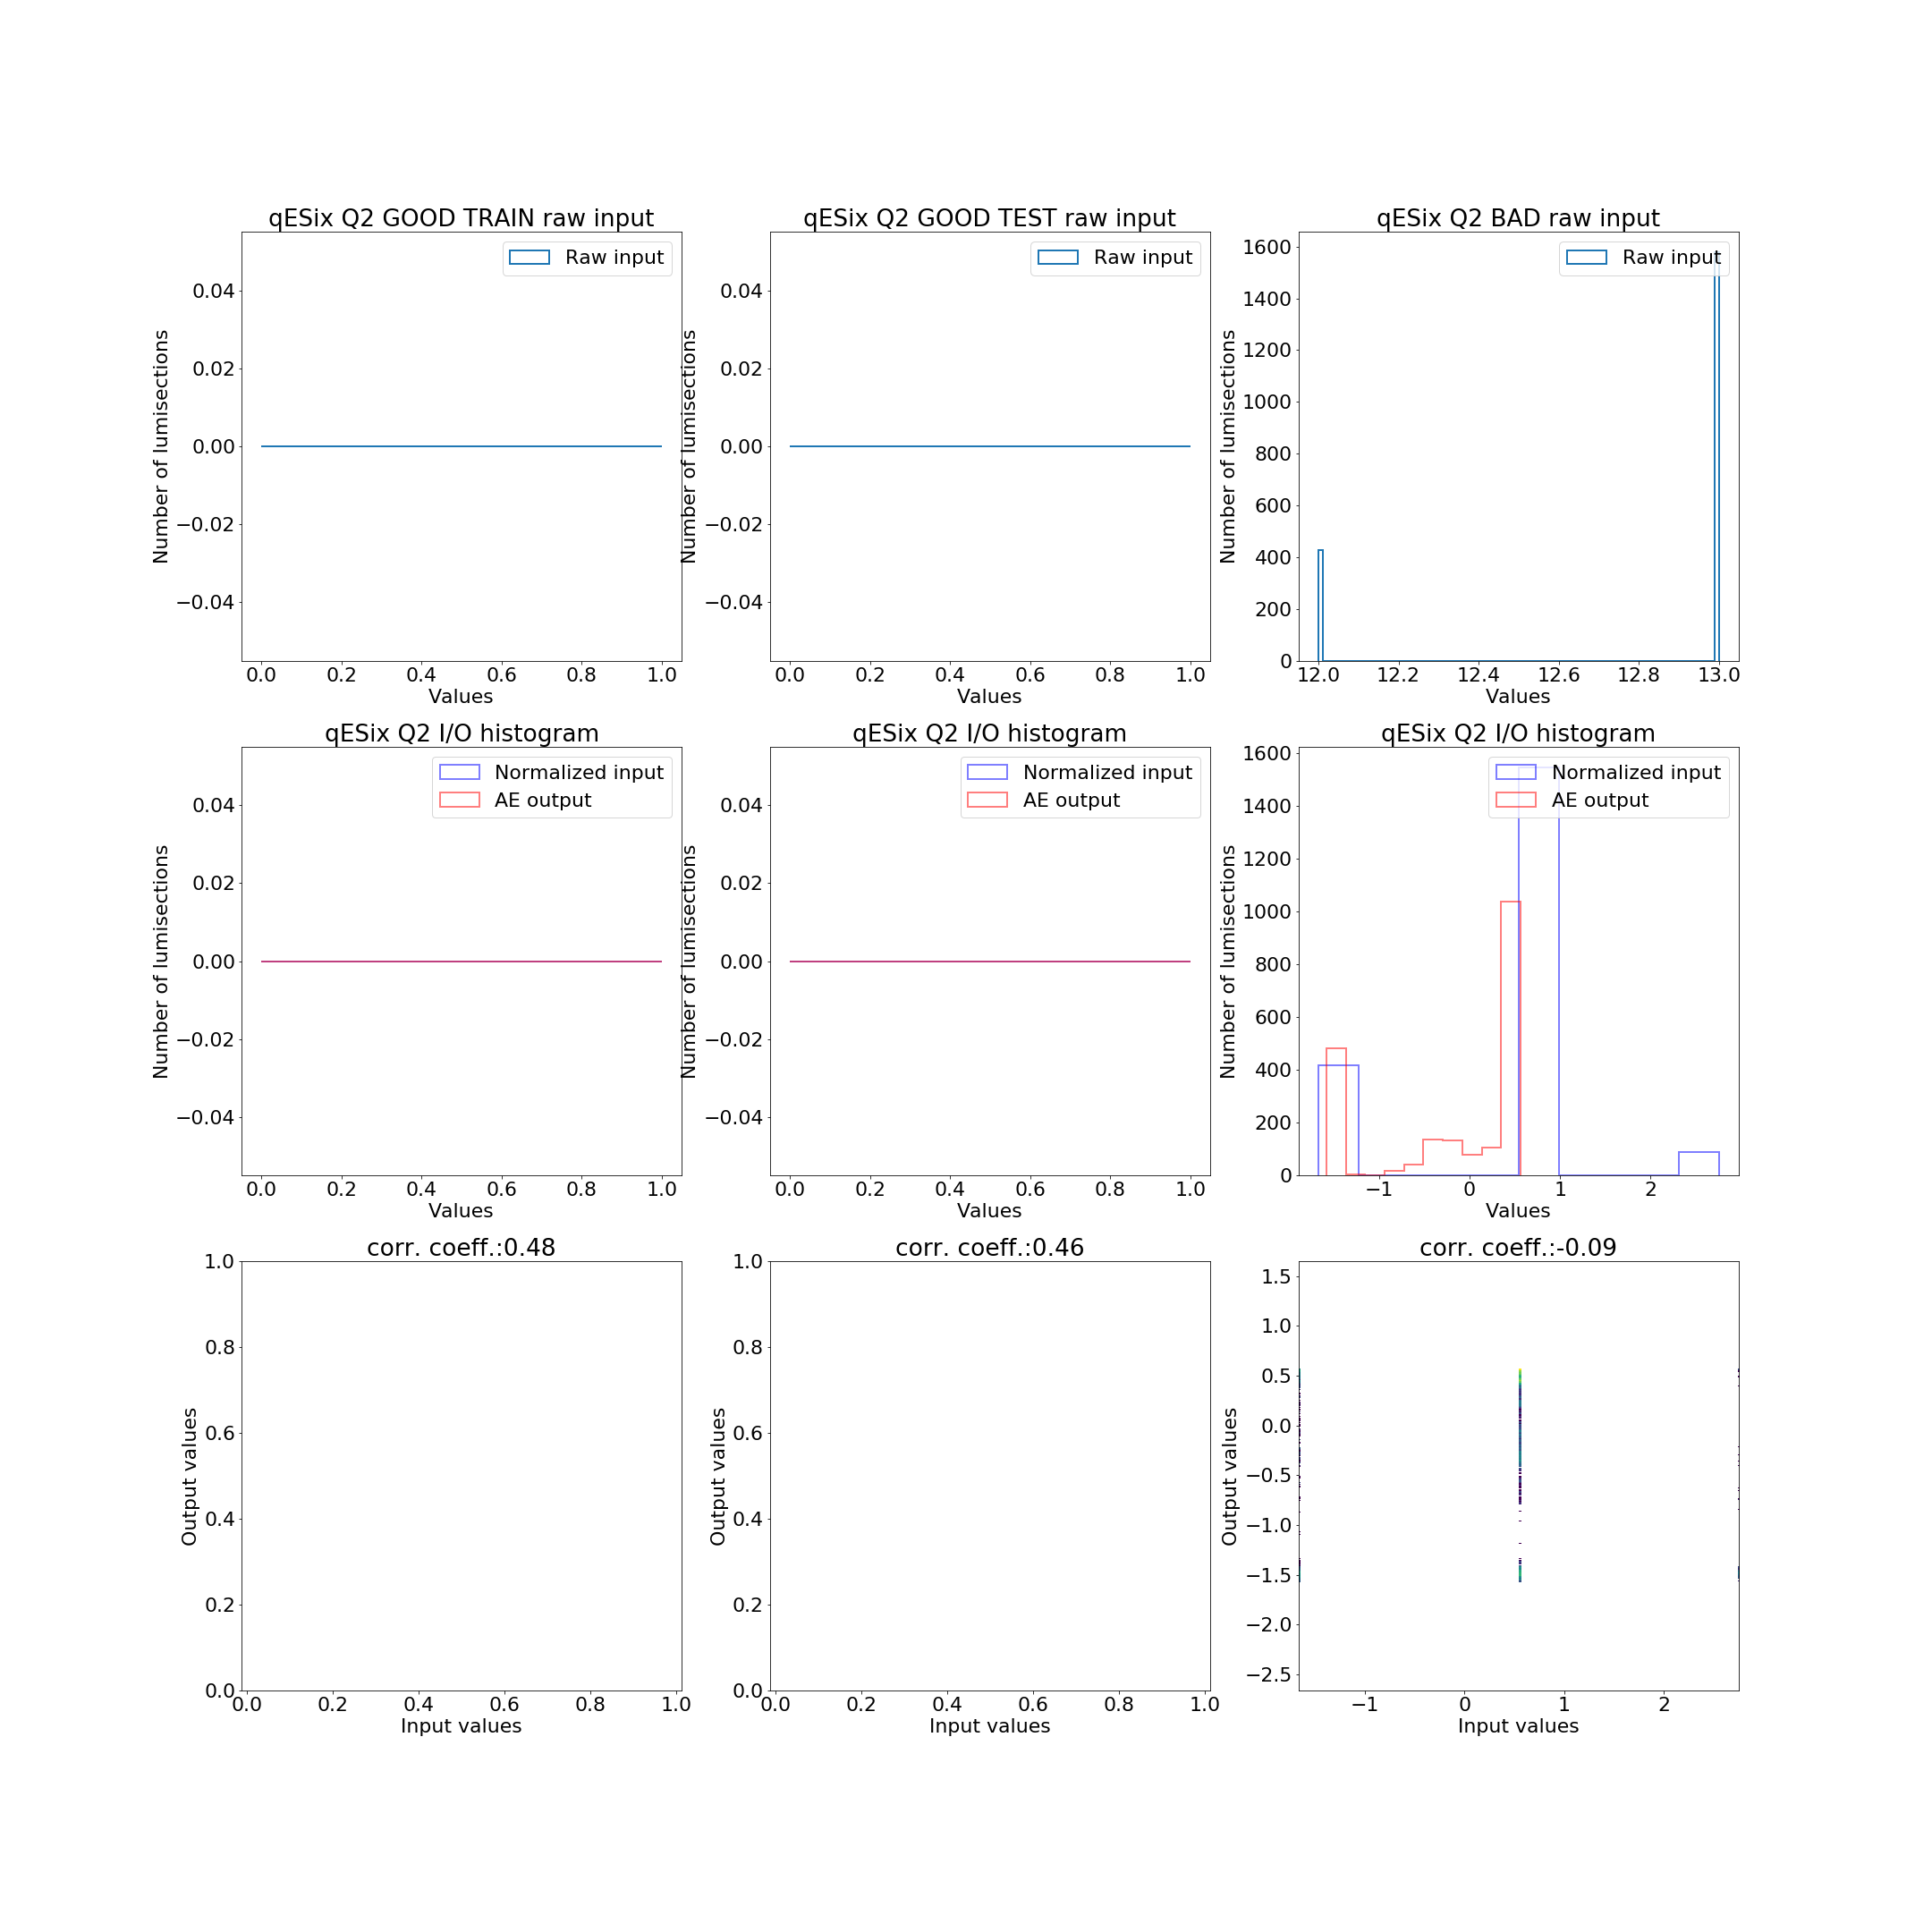 qESix Q2 GOOD TRAIN raw input
Raw input
Number of lumisections
0.04
0.02
0.00
−0.02
−0.04
0.0 0.2 0.4 0.6 0.8 1.0
Values
qESix Q2 GOOD TEST raw input
Raw input
Number of lumisections
0.04
0.02
0.00
−0.02
−0.04
0.0 0.2 0.4 0.6 0.8 1.0
Values
qESix Q2 BAD raw input
Raw input
Number of lumisections
1600
1400
1200
1000
800
600
400
200
0
12.0 12.2 12.4 12.6 12.8 13.0
Values
qESix Q2 I/O histogram
Normalized input
AE output
Number of lumisections
0.04
0.02
0.00
−0.02
−0.04
0.0 0.2 0.4 0.6 0.8 1.0
Values
qESix Q2 I/O histogram
Normalized input
AE output
Number of lumisections
0.04
0.02
0.00
−0.02
−0.04
0.0 0.2 0.4 0.6 0.8 1.0
Values
qESix Q2 I/O histogram
Normalized input
AE output
Number of lumisections
1600
1400
1200
1000
800
600
400
200
0
−1 0 1 2
Values
corr. coeff.:0.48
Output values
1.0
0.8
0.6
0.4
0.2
0.0
0.0 0.2 0.4 0.6 0.8 1.0
Input values
corr. coeff.:0.46
Output values
1.0
0.8
0.6
0.4
0.2
0.0
0.0 0.2 0.4 0.6 0.8 1.0
Input values
corr. coeff.:-0.09
Output values
1.5
1.0
0.5
0.0
−0.5
−1.0
−1.5
−2.0
−2.5
−1 0 1 2
Input values